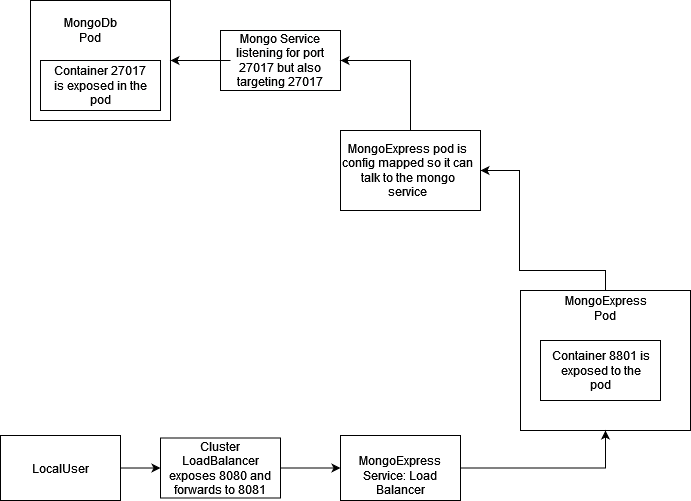 MongoDb
Pod
Container 27017
is exposed in the
pod
Mongo Service
listening for port
27017 but also
targeting 27017
MongoExpress pod is
config mapped so it can
talk to the mongo
service
MongoExpress
Pod
Container 8801 is
exposed to the
pod
LocalUser
Cluster
LoadBalancer
exposes 8080 and
forwards to 8081
MongoExpress
Service: Load
Balancer